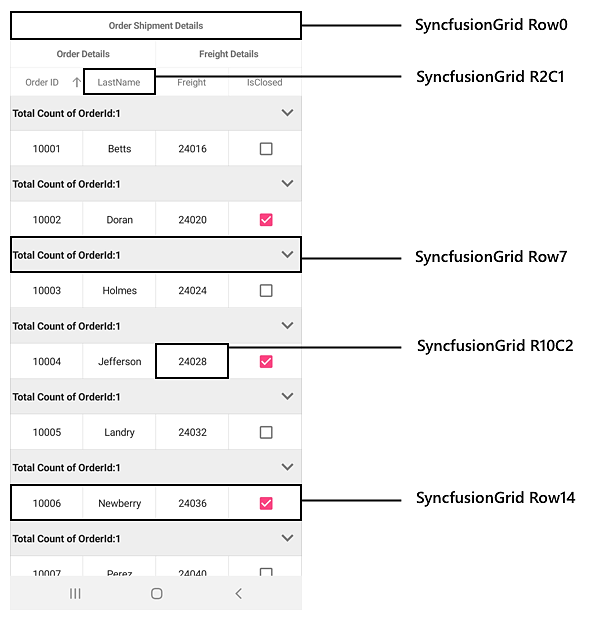 Order Shipment Details
SyncfusionGrid Row0
Order Details Freight Details
Order ID LastName Freight IsClosed
SyncfusionGrid R2C1
Total Count of OrderId:1
10001 Betts 24016
Total Count of OrderId:1
10002 Doran 24020
Total Count of OrderId:1
SyncfusionGrid Row7
10003 Holmes 24024
Total Count of OrderId:1
SyncfusionGrid R10C2
10004 Jefferson 24028
Total Count of OrderId:1
10005 Landry 24032
Total Count of OrderId:1
10006 Newberry 24036
SyncfusionGrid Row14
Total Count of OrderId:1
10007 Perez 24040